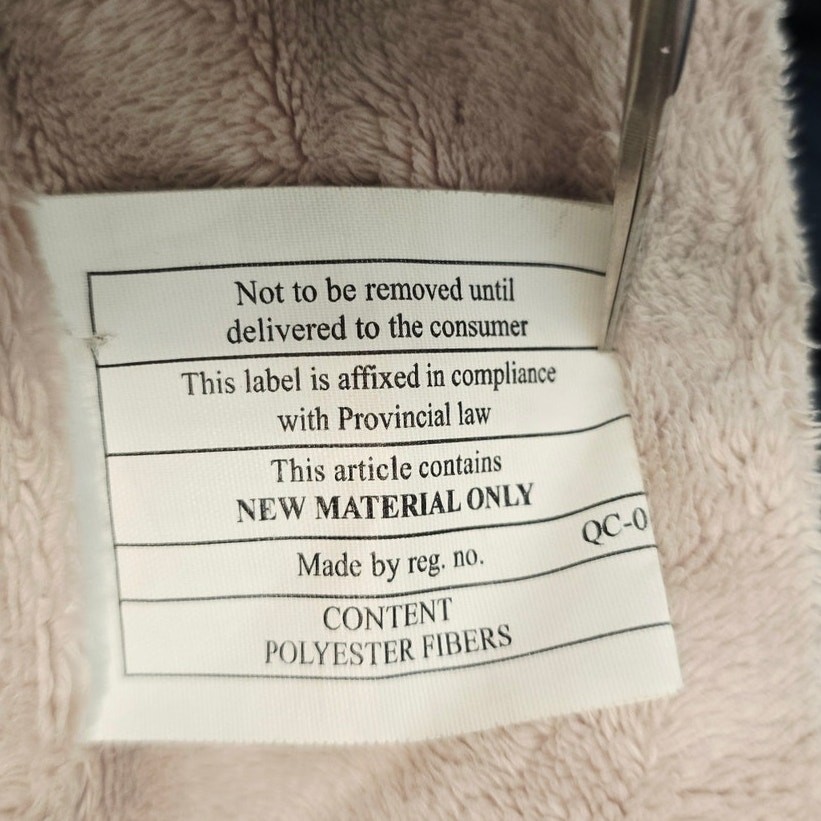 Not to be removed until
delivered to the consumer
This label is affixed in compliance
with Provincial law
This article contains
NEW MATERIAL ONLY
Made by reg. no. QC-0
CONTENT
POLYESTER FIBERS